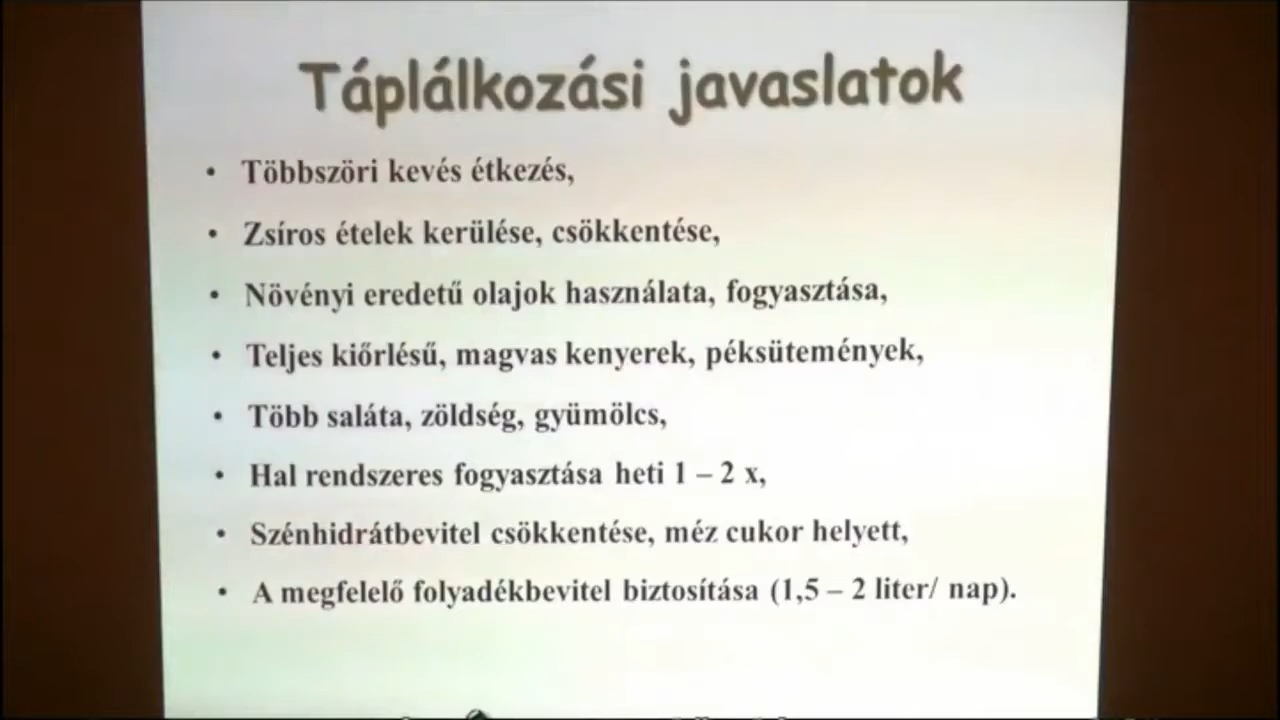 Táplálkozási javaslatok
• Többszöri kevés étkezés,
• Zsíros ételek kerülése, csökkentése,
• Növényi eredetű olajok használata, fogyasztása,
• Teljes kiőrlésű, magvas kenyerek, péksütemények,
• Több saláta, zöldség, gyümölcs,
• Hal rendszeres fogyasztása heti 1 – 2 x,
• Szénhidrátbevitel csökkentése, méz cukor helyett,
• A megfelelő folyadékbevitel biztosítása (1,5 – 2 liter/ nap).